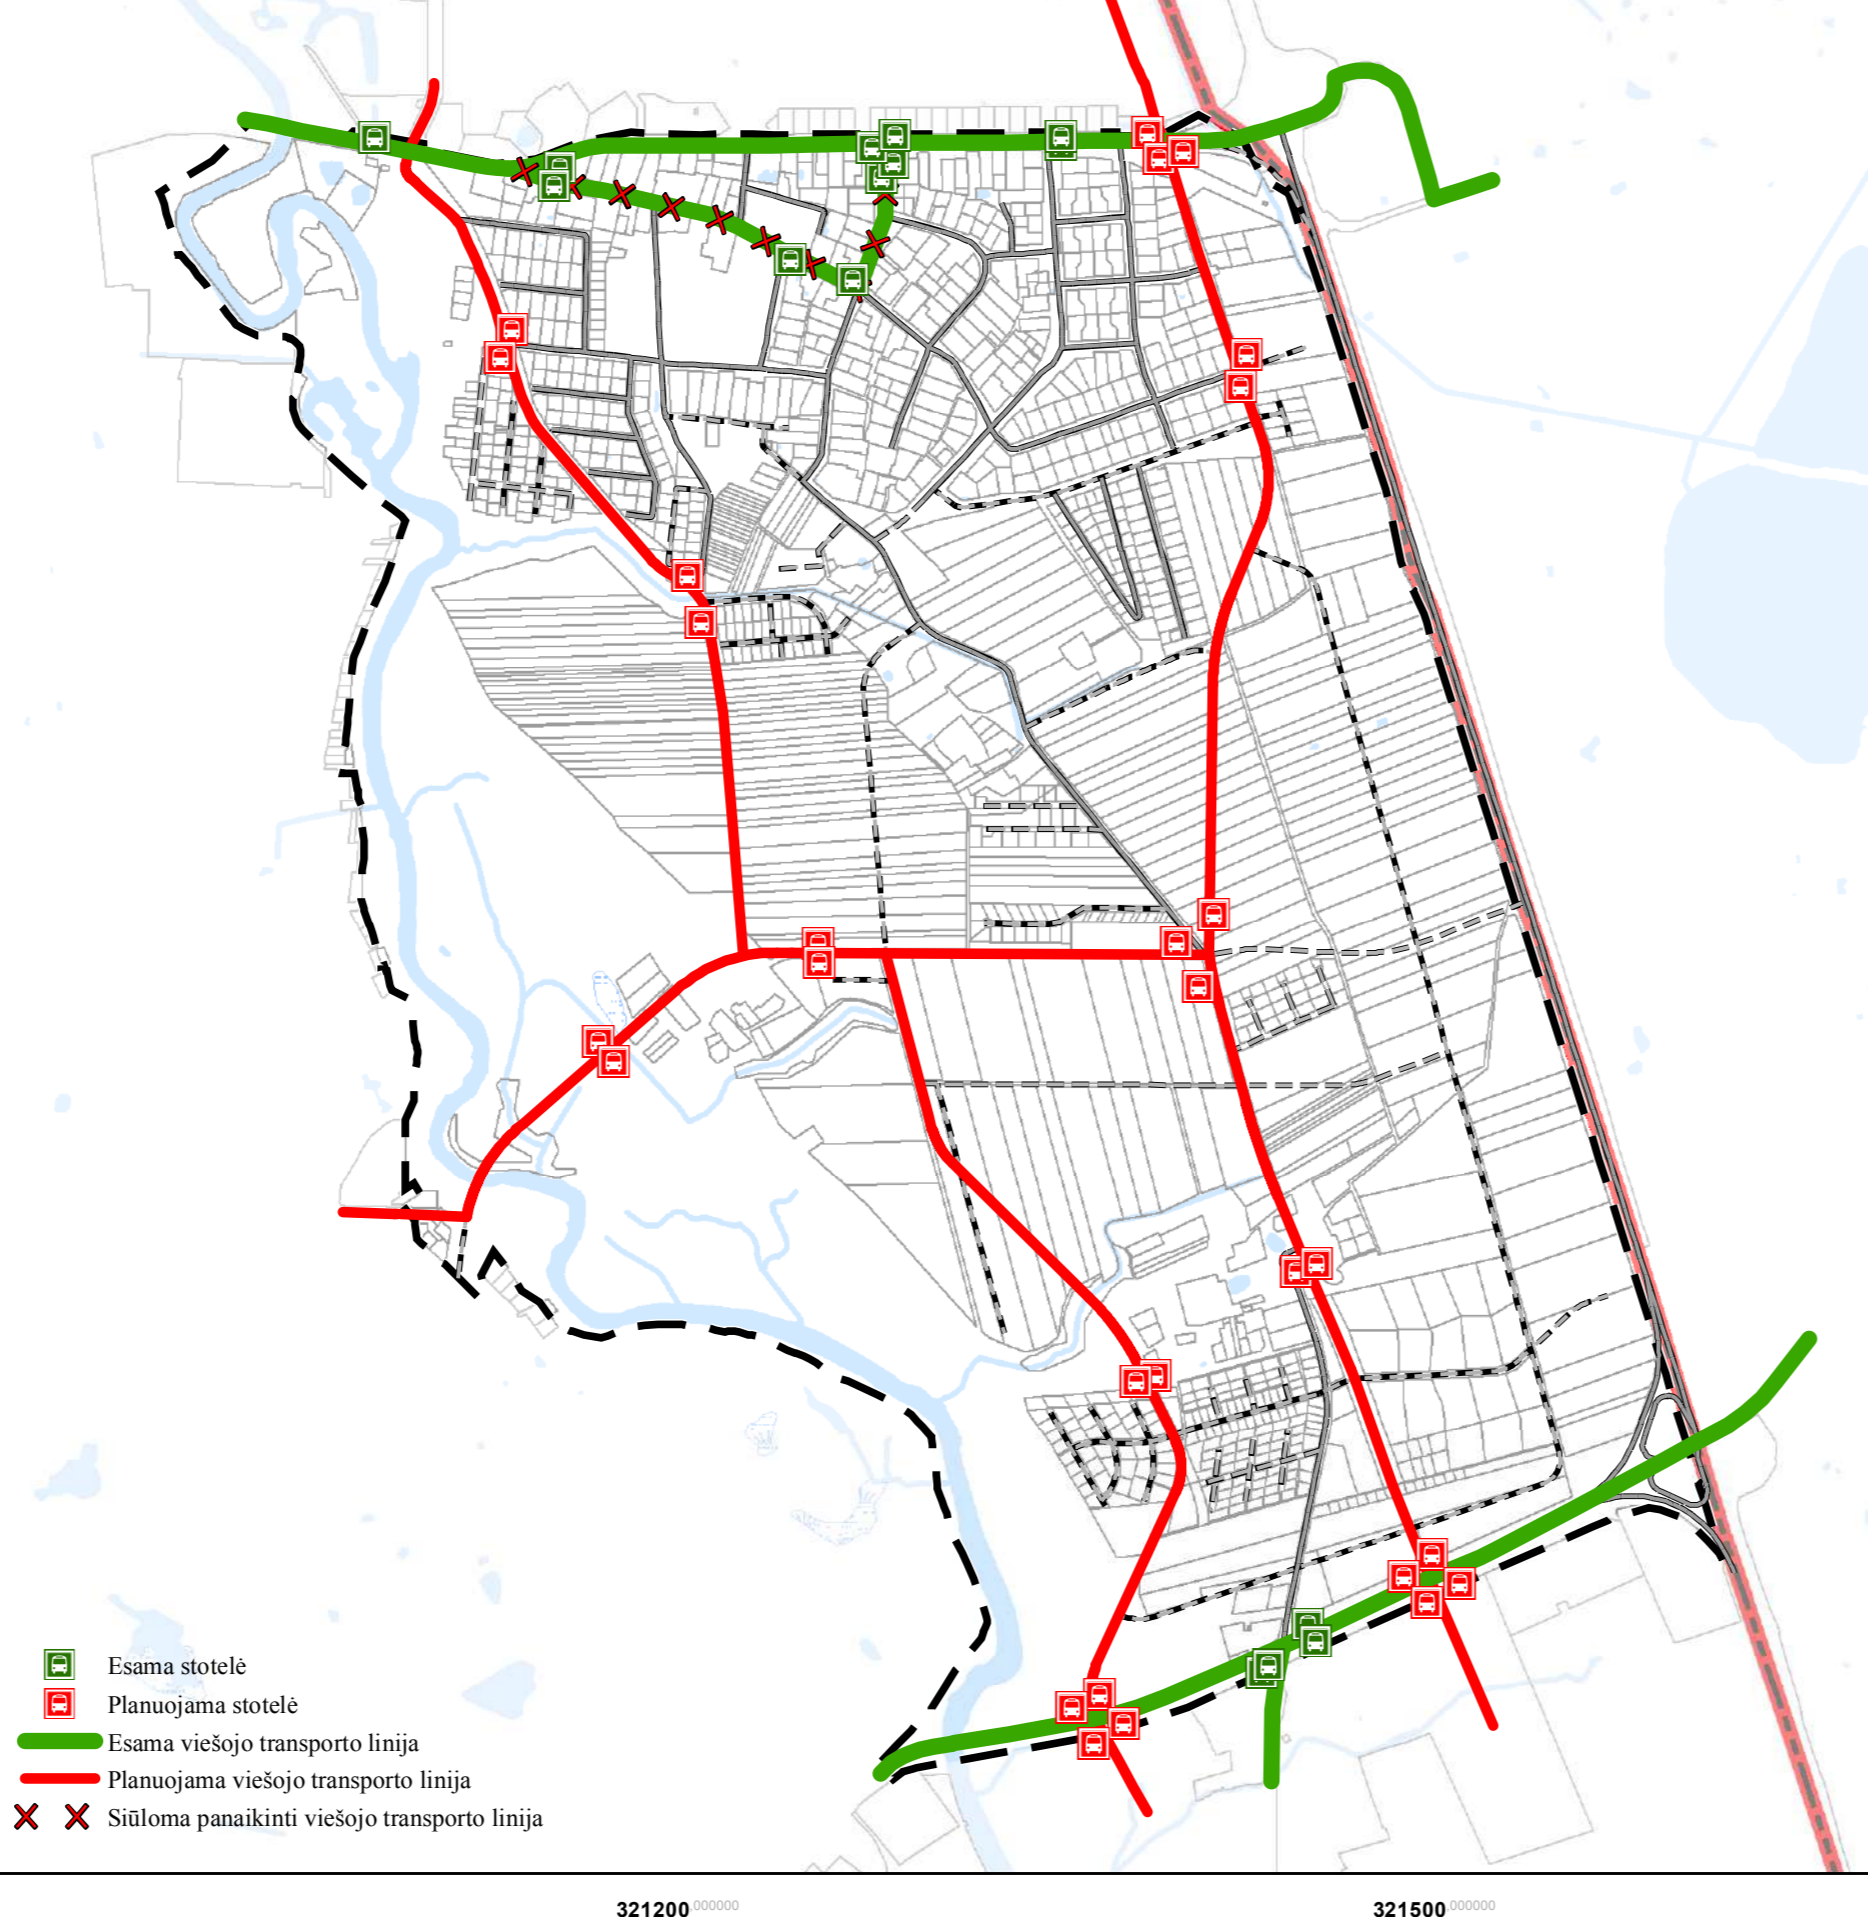 Esama stotelė
Planuojama stotelė
Esama viešojo transporto linija
Planuojama viešojo transporto linija
Siūloma panaikinti viešojo transporto linija
321200,000000 321500,000000